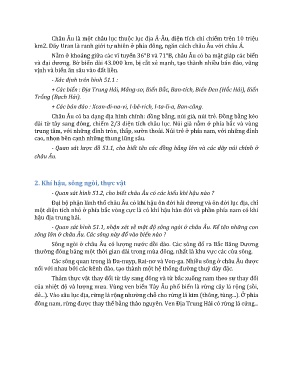 Châu Âu là một châu lục thuộc lục địa Á Âu, diện tích chỉ chiếm trên 10 triệu
km2. Dãy Uran là ranh giới tự nhiên ở phía đông, ngăn cách châu Âu với châu Á.
Nằm ở khoảng giữa các vĩ tuyến 36°B và 71°B, châu Âu có ba mặt giáp các biển
và đại dương. Bờ biển dài 43.000 km, bị cắt xẻ mạnh, tạo thành nhiều bán đảo, vũng
vịnh và biển ăn sâu vào đất liền.
- Xác định trên hình 51.1 :
+ Các biển : Địa Trung Hải, Măng-sơ, Biển Bắc, Ban-tích, Biển Đen (Hắc Hải), Biển
Trắng (Bạch Hải).
+ Các bán đảo : Xcan-đi-na-vi, I-bê-rích, I-ta-li-a, Ban-căng.
Châu Âu có ba dạng địa hình chính: đồng bằng, núi già, núi trẻ. Đồng bằng kéo
dài từ tây sang đông, chiếm 2/3 diện tích châu lục. Núi già nằm ở phía bắc và vùng
trung tâm, với những đỉnh tròn, thấp, sườn thoải. Núi trẻ ở phía nam, với những đỉnh
cao, nhọn bên cạnh những thung lũng sâu.
- Quan sát lược đồ 51.1, cho biết tên các đồng bằng lớn và các dãy núi chính ở
châu Âu.
2. Khí hậu, sông ngòi, thực vật
- Quan sát hình 51.2, cho biết châu Âu có các kiểu khí hậu nào ?
Đại bộ phận lãnh thổ châu Âu có khí hậu ôn đới hải dương và ôn đới lục địa, chỉ
một diện tích nhỏ ở phía bắc vòng cực là có khí hậu hàn đới và phần phía nam có khí
hậu địa trung hải.
- Quan sát hình 51.1, nhận xét về mật độ sông ngòi ở châu Âu. Kể tên những con
sông lớn ở châu Âu. Các sông này đổ vào biển nào ?
Sông ngòi ở châu Âu có lượng nước dồi dào. Các sông đổ ra Bắc Băng Dương
thường đóng băng một thời gian dài trong mùa đông, nhất là khu vực các cửa sông.
Các sông quan trọng là Đa-nuyp, Rai-nơ và Von-ga. Nhiều sông ở châu Âu được
nối với nhau bởi các kênh đào, tạo thành một hệ thống đường thuỷ dày đặc.
Thảm thực vật thay đổi từ tây sang đông và từ bắc xuống nam theo sự thay đổi
của nhiệt độ và lượng mưa. Vùng ven biển Tây Âu phổ biến là rừng cây lá rộng (sồi,
dẻ...). Vào sâu lục địa, rừng lá rộng nhường chỗ cho rừng lá kim (thông, tùng...). Ở phía
đông nam, rừng được thay thế bằng thảo nguyên. Ven Địa Trung Hải có rừng lá cứng..